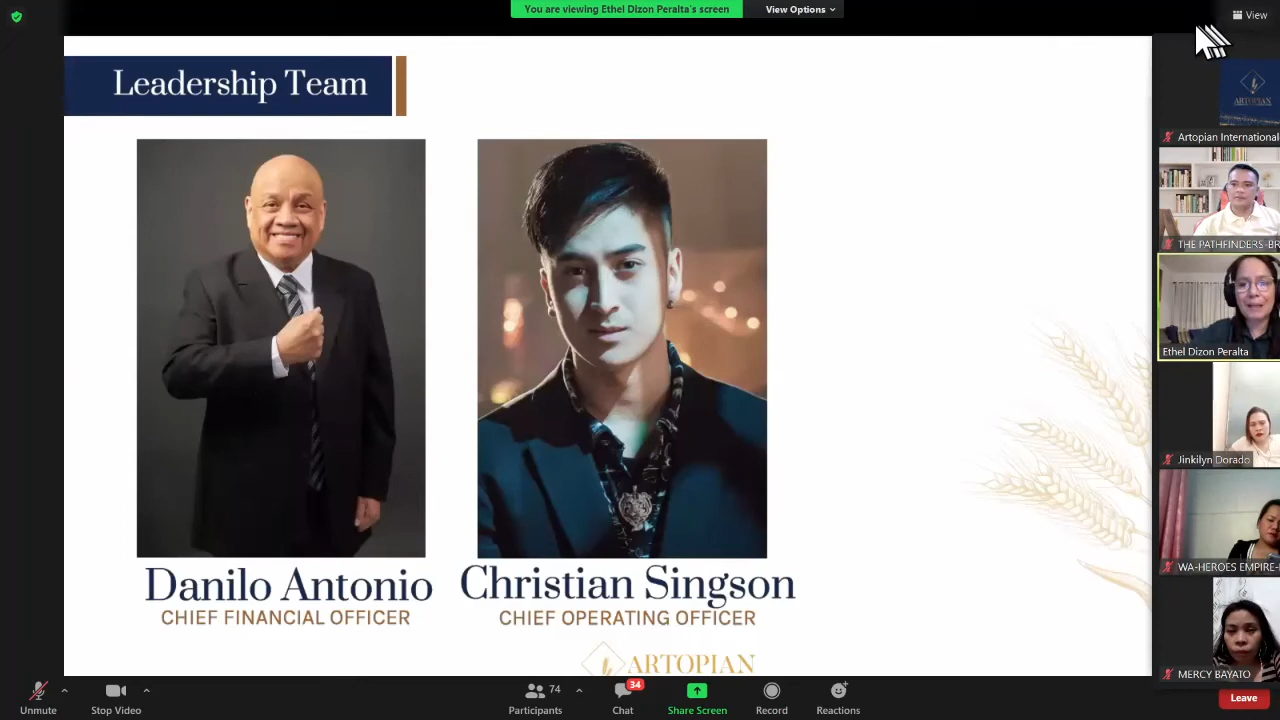 You are viewing Ethel Dizon Peralta's screen
View Options
View
Leadership Team
ARTOPIAN
Artopian International
THE PATHFINDERS-BR
Ethel Dizon Peralta
Jinkilyn Dorado
WA-HEROES EMPIRE-
MERCY BAYATO
Danilo Antonio
Christian Singson
CHIEF FINANCIAL OFFICER
CHIEF OPERATING OFFICER
ARTOPIAN
Unmute
Stop Video
74
Participants
34
Chat
Share Screen
Record
Reactions
Leave